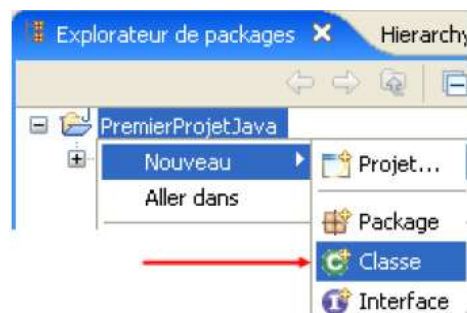 Explorateur de packages Hierarchy
PremierProjetJava
Nouveau Projet...
Aller dans
Package
Classe
Interface